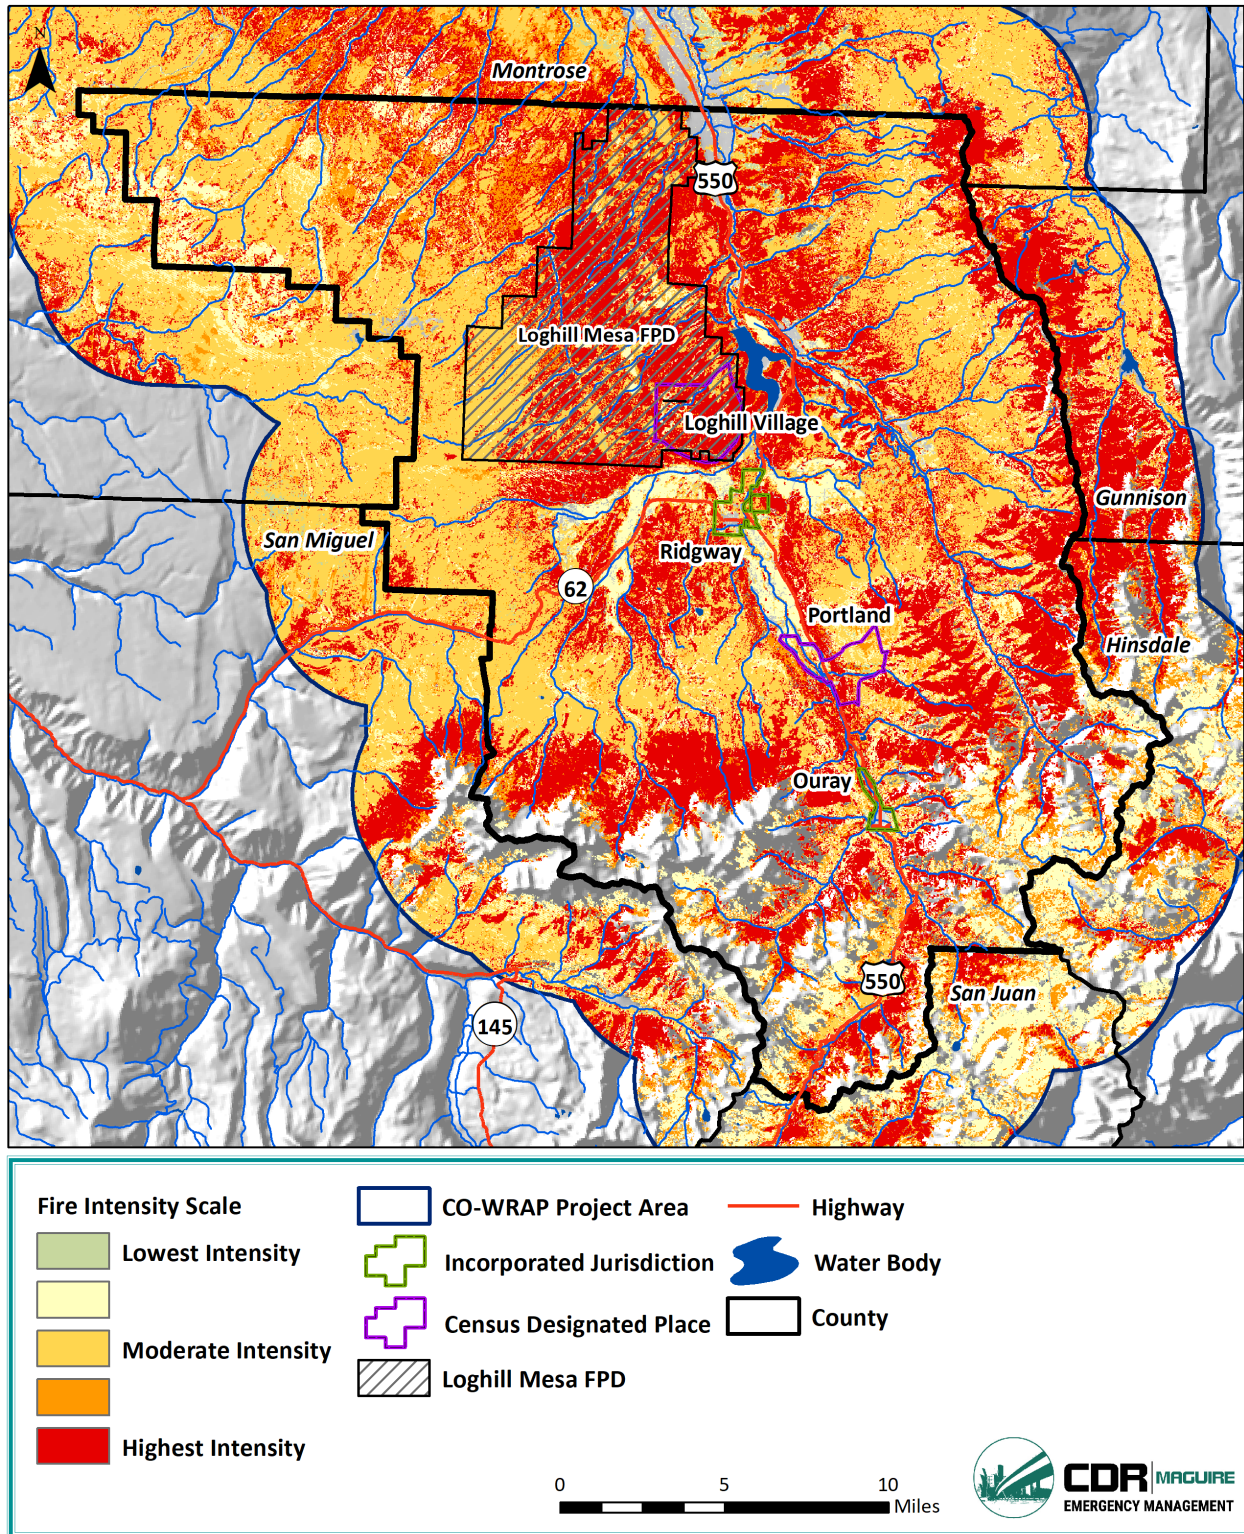 N
Montrose
550
Loghill Mesa FPD
Loghill Village
Gunnison
San Miguel
Ridgway
62
Portland
Hinsdale
Ouray
550
San Juan
145
Fire Intensity Scale
Lowest Intensity
Moderate Intensity
Highest Intensity
CO-WRAP Project Area
Incorporated Jurisdiction
Census Designated Place
Loghill Mesa FPD
Highway
Water Body
County
0 5 10
Miles
CDR MAGUIRE
EMERGENCY MANAGEMENT